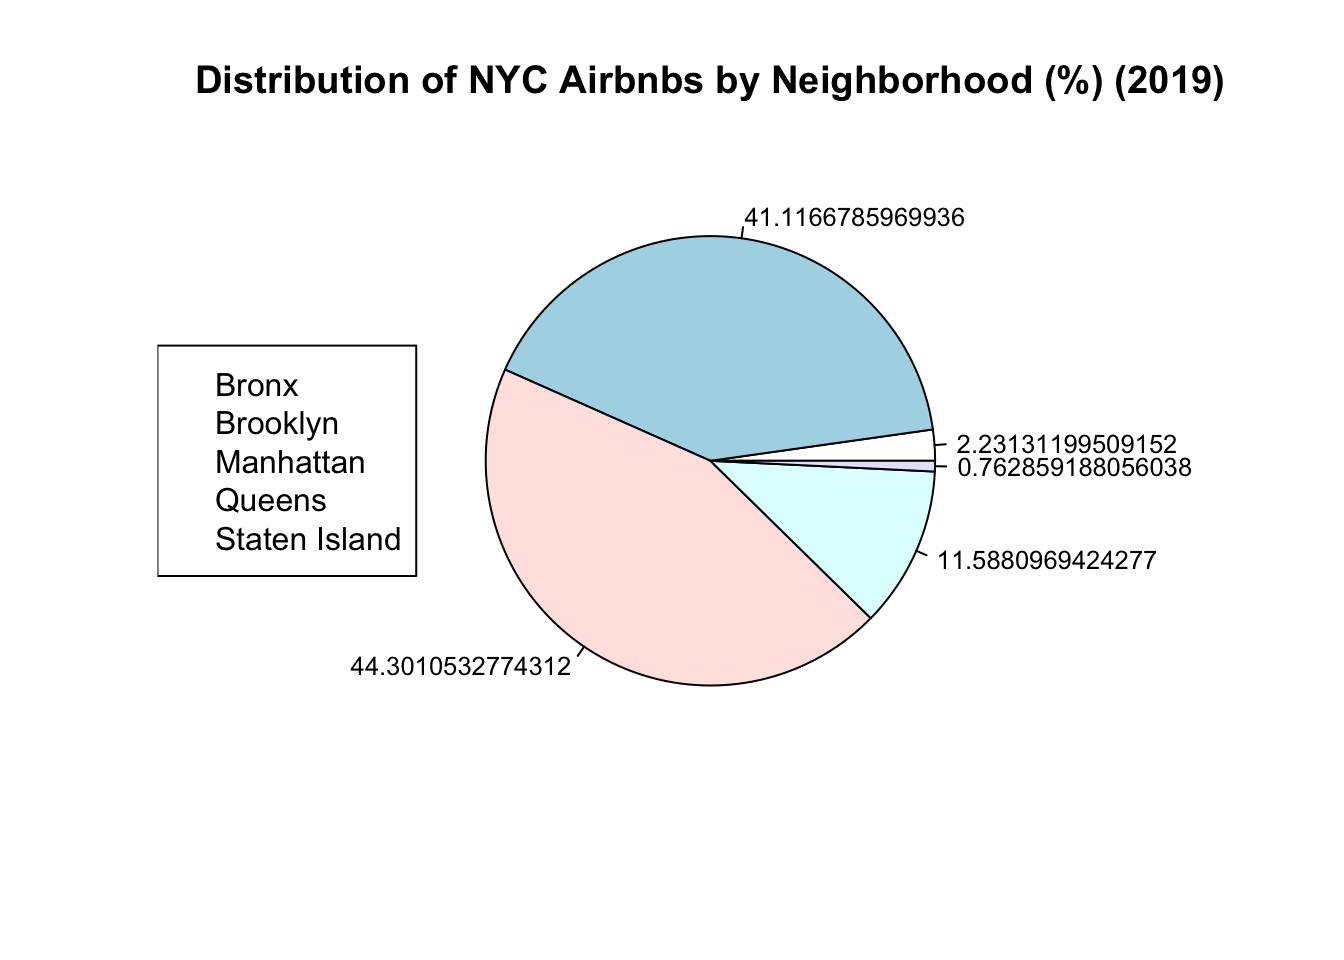 Distribution of NYC Airbnbs by Neighborhood (%) (2019)
41.1166785969936
Bronx
Brooklyn
Manhattan
Queens
Staten Island
2.23131199509152
0.762859188056038
11.5880969424277
44.3010532774312